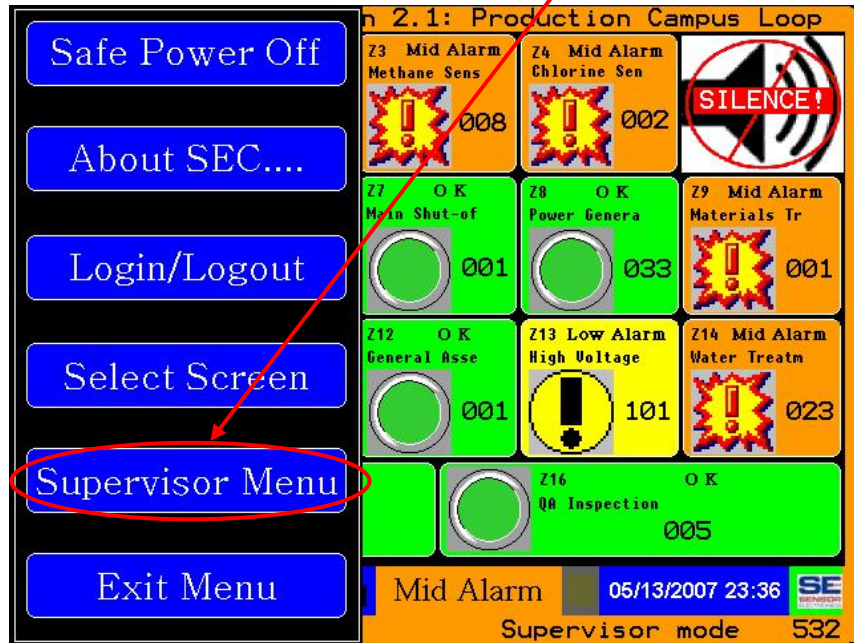 n 2.1: Production Campus Loop
Safe Power Off
About SEC....
Login/Logout
Select Screen
Supervisor Menu
Exit Menu
Z3 Mid Alarm
Methane Sens
008
Z4 Mid Alarm
Chlorine Sen
002
SILENCE!
Z7 OK
Main Shut-of
001
Z8 OK
Power Genera
033
Z9 Mid Alarm
Materials Tr
001
Z12 OK
General Asse
001
Z13 Low Alarm
High Voltage
101
Z14 Mid Alarm
Water Treatm
023
Z16 OK
QA Inspection
005
Mid Alarm
05/13/2007 23:36
SE
SENSOR
Supervisor mode 532